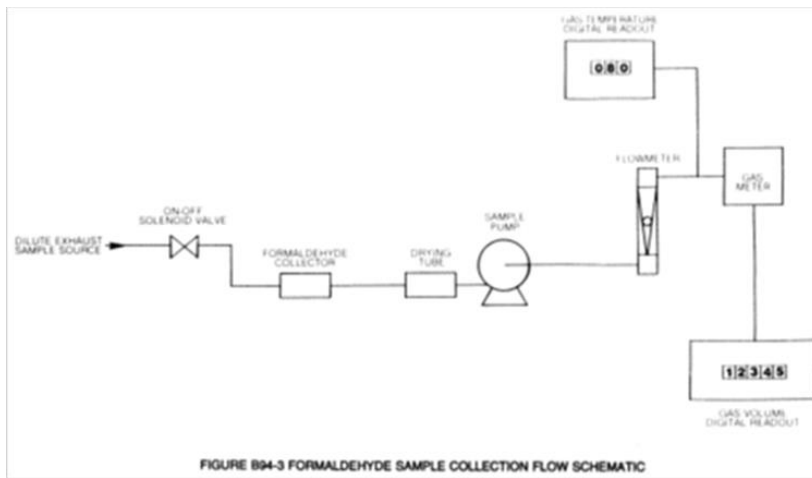 GAS TEMPERATURE
DIGITAL READOUT
080
FLOWMETER
GAS
METER
ON-OFF
SOLENOID VALVE
SAMPLE
PUMP
DILUTE EXHAUST
SAMPLE SOURCE
FORMALDEHYDE
COLLECTOR
DRYING
TUBE
12345
GAS VOLUME
DIGITAL READOUT
FIGURE B94-3 FORMALDEHYDE SAMPLE COLLECTION FLOW SCHEMATIC